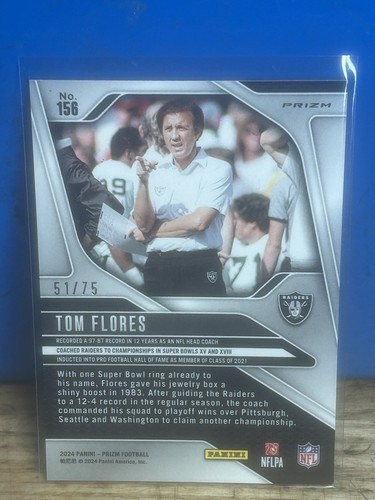 No.
156
PRIZM
51/75
RAIDERS
TOM FLORES
RECORDED A 97-87 RECORD IN 12 YEARS AS AN NFL HEAD COACH
COACHED RAIDERS TO CHAMPIONSHIPS IN SUPER BOWLS XV AND XVIII
INDUCTED INTO PRO FOOTBALL HALL OF FAME AS MEMBER OF CLASS OF 2021
With one Super Bowl ring already to
his name, Flores gave his jewelry box a
shiny boost in 1983. After guiding the Raiders
to a 12-4 record in the regular season, the coach
commanded his squad to playoff wins over Pittsburgh,
Seattle and Washington to claim another championship.
2024 PANINI – PRIZM FOOTBALL
© 2024 Panini America, Inc.
PANINI
NFLPA
NFL